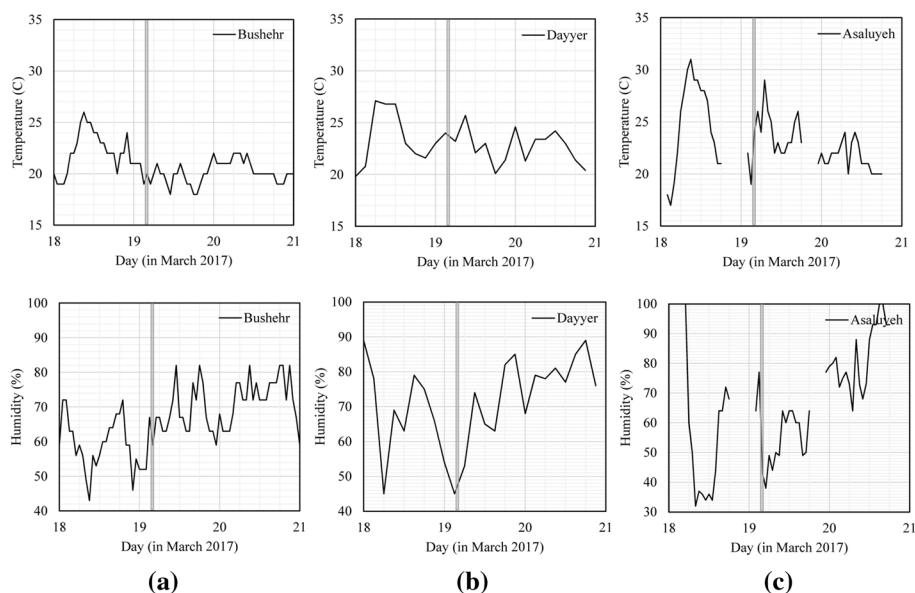 35
30
25
20
15
Temperature (C)
Bushehr
18 19 20 21
Day (in March 2017)
35
30
25
20
15
Temperature (C)
Dayyer
18 19 20 21
Day (in March 2017)
35
30
25
20
15
Temperature (C)
Asaluyeh
18 19 20 21
Day (in March 2017)
100
90
80
70
60
50
40
Humidity (%)
Bushehr
18 19 20 21
Day (in March 2017)
(a)
100
90
80
70
60
50
40
Humidity (%)
Dayyer
18 19 20 21
Day (in March 2017)
(b)
100
90
80
70
60
50
40
30
Humidity (%)
Asaluyeh
18 19 20 21
Day (in March 2017)
(c)